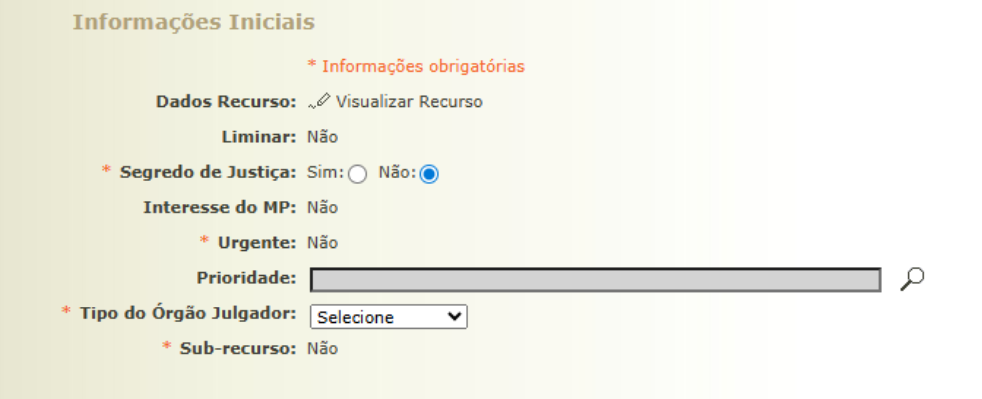 Informações Iniciais
* Informações obrigatórias
Dados Recurso: Visualizar Recurso
Liminar: Não
* Segredo de Justiça: Sim: Não:
Interesse do MP: Não
* Urgente: Não
Prioridade:
* Tipo do Órgão Julgador: Selecione
* Sub-recurso: Não